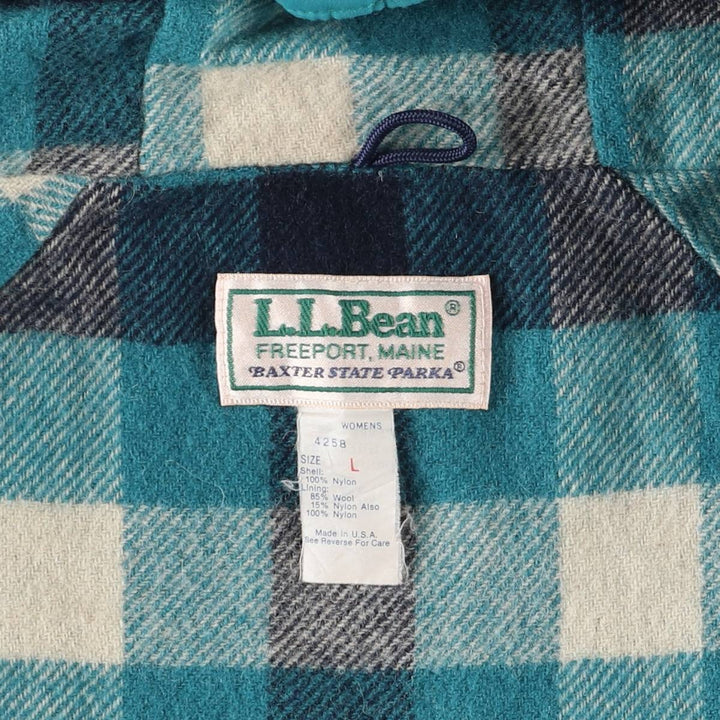 L.L.Bean®
FREEPORT, MAINE
BAXTER STATE PARKA®
WOMENS
4258
SIZE L
Shell:
100% Nylon
Lining:
85% Wool
15% Nylon Also
100% Nylon
Made in U.S.A.
See Reverse For Care